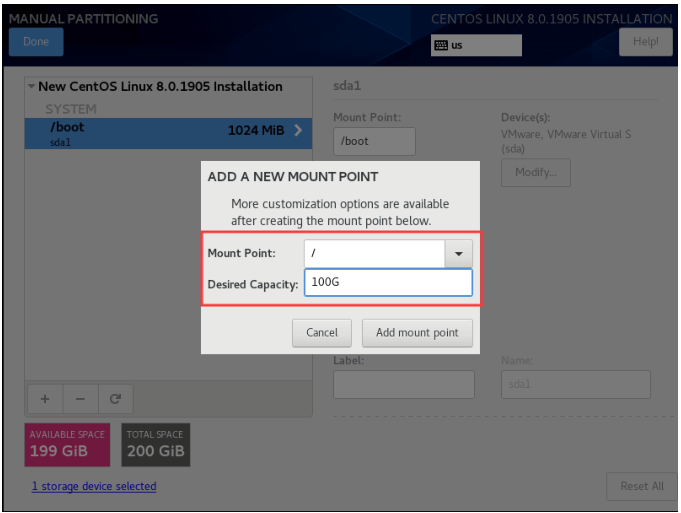 MANUAL PARTITIONING
CENTOS LINUX 8.0.1905 INSTALLATION
Done
us
Help!
New CentOS Linux 8.0.1905 Installation
SYSTEM
/boot
1024 MiB
sda1
sda1
Mount Point:
/boot
Device(s):
VMware, VMware Virtual S
(sda)
Modify...
ADD A NEW MOUNT POINT
More customization options are available
after creating the mount point below.
Mount Point:
/
Desired Capacity:
100G
Cancel
Add mount point
Label:
Name:
sda1
+
−
AVAILABLE SPACE
199 GiB
TOTAL SPACE
200 GiB
1 storage device selected
Reset All